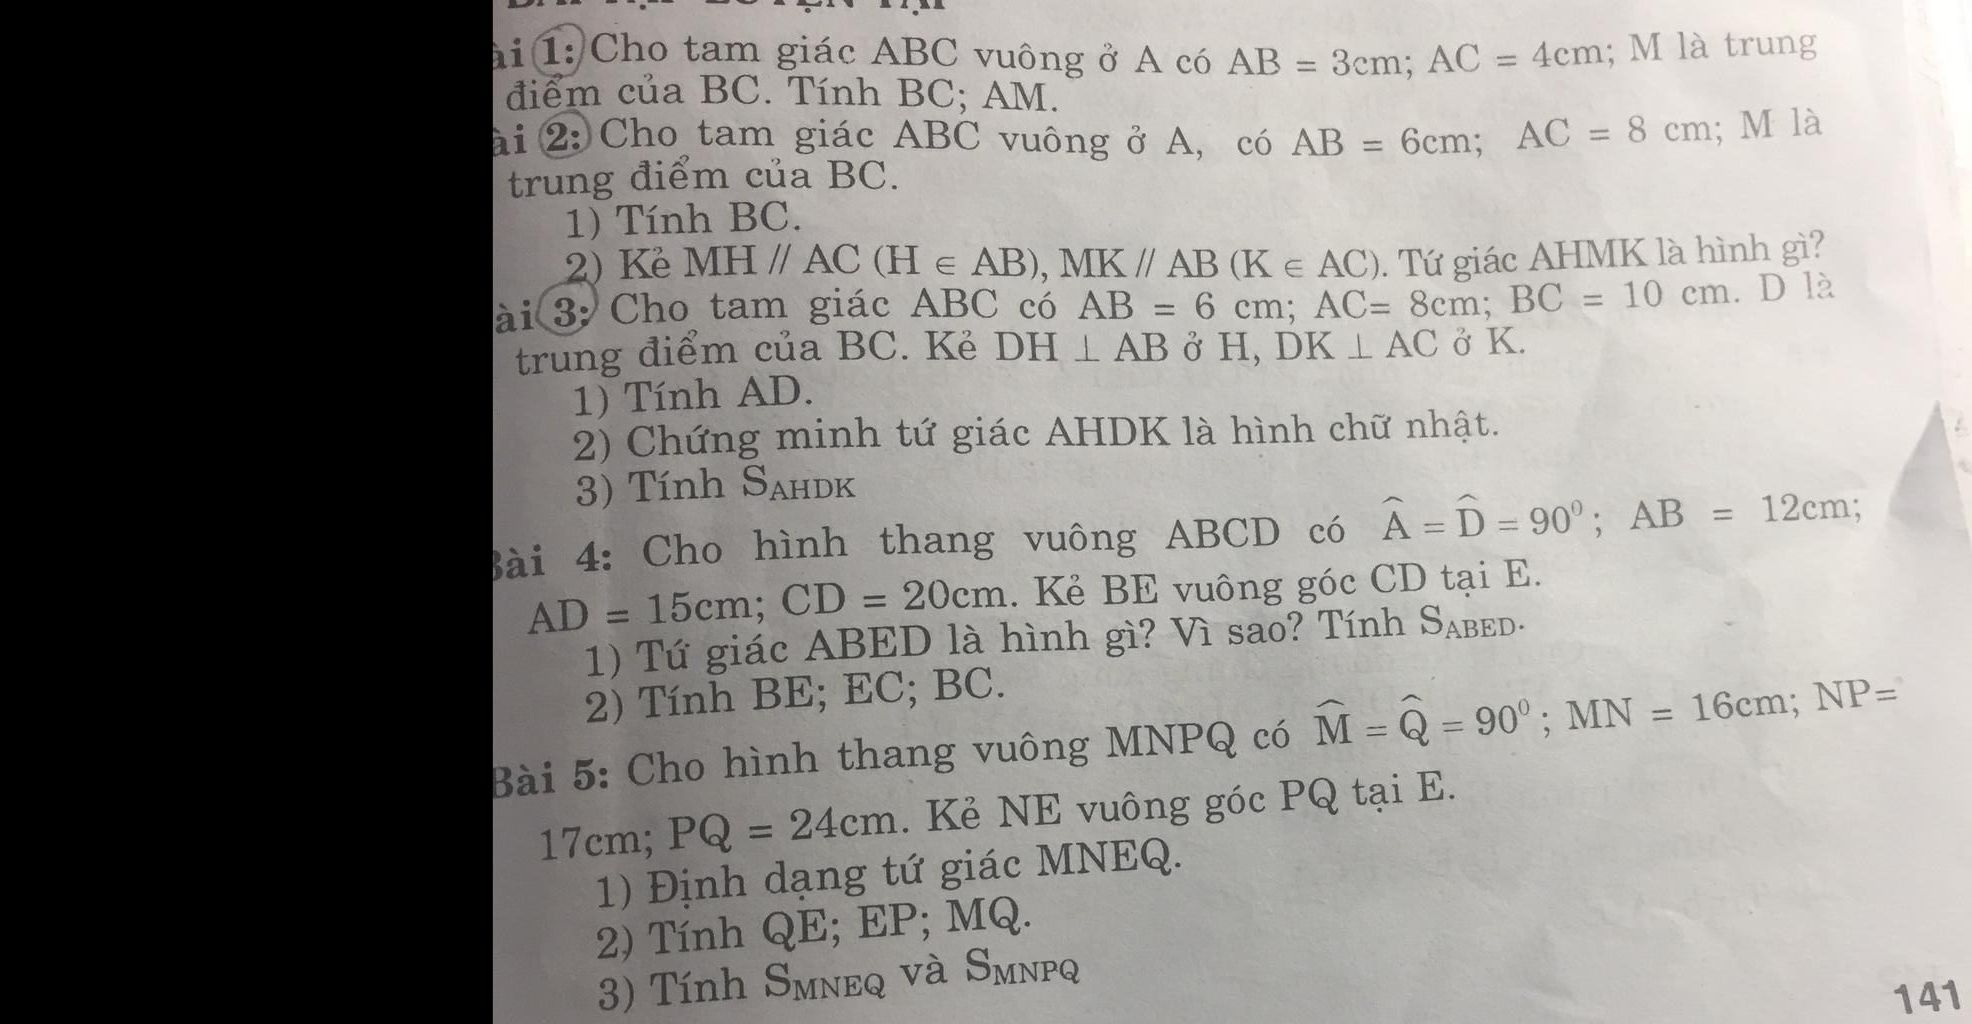 ài 1: Cho tam giác ABC vuông ở A có AB = 3cm; AC = 4cm; M là trung
điểm của BC. Tính BC; AM.
ài 2: Cho tam giác ABC vuông ở A, có AB = 6cm; AC = 8 cm; M là
trung điểm của BC.
1) Tính BC.
2) Kẻ MH // AC (H ∈ AB), MK // AB (K ∈ AC). Tứ giác AHMK là hình gì?
ài 3: Cho tam giác ABC có AB = 6 cm; AC= 8cm; BC = 10 cm. D là
trung điểm của BC. Kẻ DH ⊥ AB ở H, DK ⊥ AC ở K.
1) Tính AD.
2) Chứng minh tứ giác AHDK là hình chữ nhật.
3) Tính SAHDK
Bài 4: Cho hình thang vuông ABCD có Â = D̂ = 90⁰; AB = 12cm;
AD = 15cm; CD = 20cm. Kẻ BE vuông góc CD tại E.
1) Tứ giác ABED là hình gì? Vì sao? Tính SABED.
2) Tính BE; EC; BC.
Bài 5: Cho hình thang vuông MNPQ có M̂ = Q̂ = 90⁰; MN = 16cm; NP=
17cm; PQ = 24cm. Kẻ NE vuông góc PQ tại E.
1) Định dạng tứ giác MNEQ.
2) Tính QE; EP; MQ.
3) Tính SMNEQ và SMNPQ
141